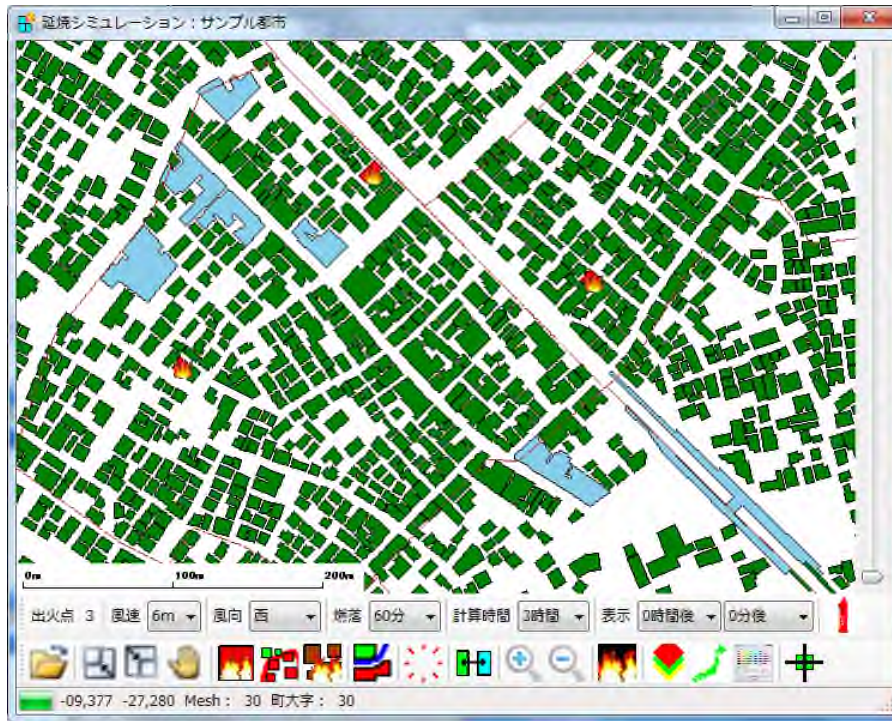 延焼シミュレーション：サンプル都市
0m 100m 200m
出火点 3 風速 6m 風向 西 燃落 60分 計算時間 3時間 表示 0時間後 0分後
-09,377 -27,280 Mesh： 30 町大字： 30